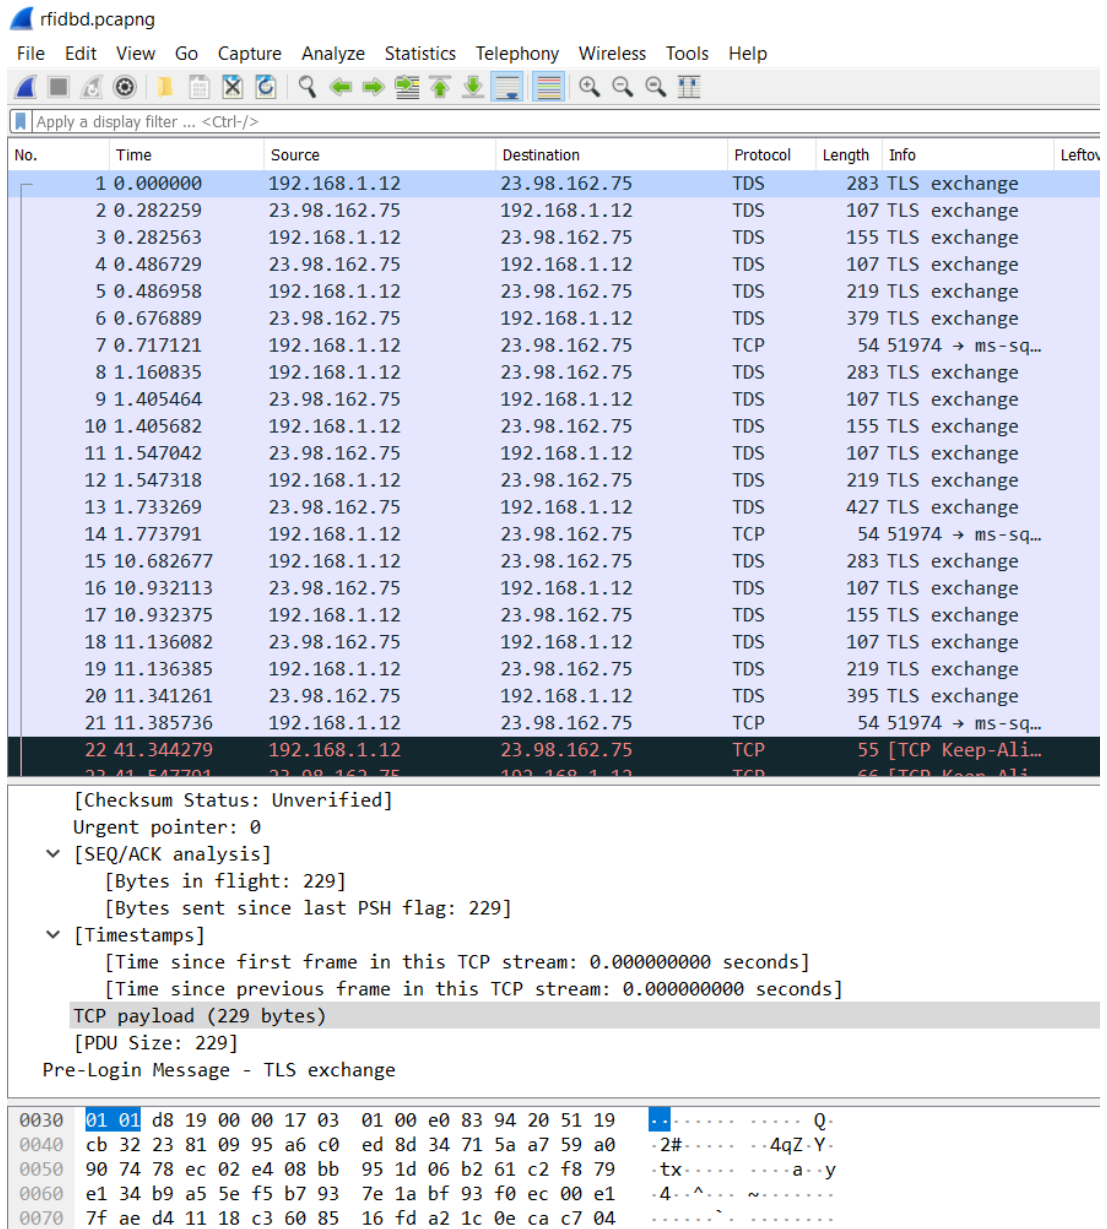 rfidbd.pcapng
File Edit View Go Capture Analyze Statistics Telephony Wireless Tools Help
Apply a display filter ... <Ctrl-/>
No. Time Source Destination Protocol Length Info Leftov
1 0.000000 192.168.1.12 23.98.162.75 TDS 283 TLS exchange
2 0.282259 23.98.162.75 192.168.1.12 TDS 107 TLS exchange
3 0.282563 192.168.1.12 23.98.162.75 TDS 155 TLS exchange
4 0.486729 23.98.162.75 192.168.1.12 TDS 107 TLS exchange
5 0.486958 192.168.1.12 23.98.162.75 TDS 219 TLS exchange
6 0.676889 23.98.162.75 192.168.1.12 TDS 379 TLS exchange
7 0.717121 192.168.1.12 23.98.162.75 TCP 54 51974 → ms-sq…
8 1.160835 192.168.1.12 23.98.162.75 TDS 283 TLS exchange
9 1.405464 23.98.162.75 192.168.1.12 TDS 107 TLS exchange
10 1.405682 192.168.1.12 23.98.162.75 TDS 155 TLS exchange
11 1.547042 23.98.162.75 192.168.1.12 TDS 107 TLS exchange
12 1.547318 192.168.1.12 23.98.162.75 TDS 219 TLS exchange
13 1.733269 23.98.162.75 192.168.1.12 TDS 427 TLS exchange
14 1.773791 192.168.1.12 23.98.162.75 TCP 54 51974 → ms-sq…
15 10.682677 192.168.1.12 23.98.162.75 TDS 283 TLS exchange
16 10.932113 23.98.162.75 192.168.1.12 TDS 107 TLS exchange
17 10.932375 192.168.1.12 23.98.162.75 TDS 155 TLS exchange
18 11.136082 23.98.162.75 192.168.1.12 TDS 107 TLS exchange
19 11.136385 192.168.1.12 23.98.162.75 TDS 219 TLS exchange
20 11.341261 23.98.162.75 192.168.1.12 TDS 395 TLS exchange
21 11.385736 192.168.1.12 23.98.162.75 TCP 54 51974 → ms-sq…
22 41.344279 192.168.1.12 23.98.162.75 TCP 55 [TCP Keep-Ali…
23 41.547791 23.98.162.75 192.168.1.12 TCP 66 [TCP Keep-Ali…
[Checksum Status: Unverified]
Urgent pointer: 0
[SEQ/ACK analysis]
[Bytes in flight: 229]
[Bytes sent since last PSH flag: 229]
[Timestamps]
[Time since first frame in this TCP stream: 0.000000000 seconds]
[Time since previous frame in this TCP stream: 0.000000000 seconds]
TCP payload (229 bytes)
[PDU Size: 229]
Pre-Login Message - TLS exchange
0030 01 01 d8 19 00 00 17 03 01 00 e0 83 94 20 51 19 ········ ····· Q·
0040 cb 32 23 81 09 95 a6 c0 ed 8d 34 71 5a a7 59 a0 ·2#····· ··4qZ·Y·
0050 90 74 78 ec 02 e4 08 bb 95 1d 06 b2 61 c2 f8 79 ·tx····· ····a··y
0060 e1 34 b9 a5 5e f5 b7 93 7e 1a bf 93 f0 ec 00 e1 ·4··^··· ~·······
0070 7f ae d4 11 18 c3 60 85 16 fd a2 1c 0e ca c7 04 ······`· ········